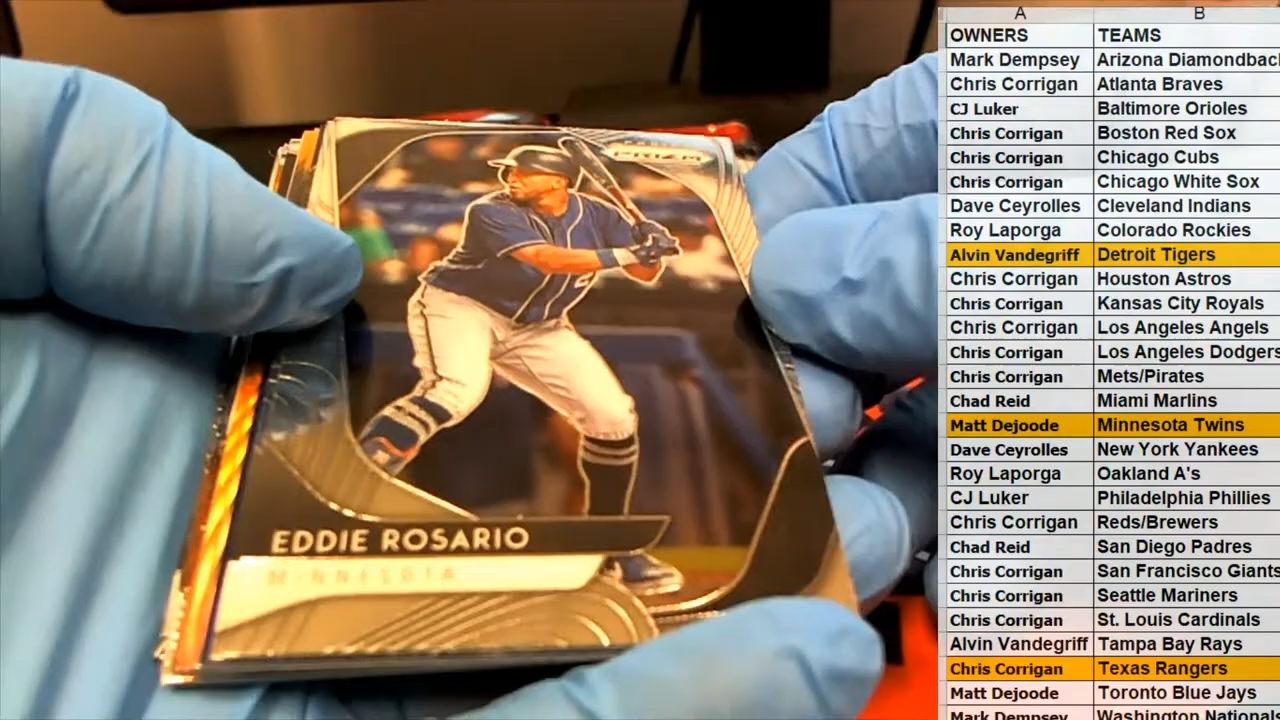 PRIZM
EDDIE ROSARIO
MINNESOTA
A B
OWNERS TEAMS
Mark Dempsey Arizona Diamondbac
Chris Corrigan Atlanta Braves
CJ Luker Baltimore Orioles
Chris Corrigan Boston Red Sox
Chris Corrigan Chicago Cubs
Chris Corrigan Chicago White Sox
Dave Ceyrolles Cleveland Indians
Roy Laporga Colorado Rockies
Alvin Vandegriff Detroit Tigers
Chris Corrigan Houston Astros
Chris Corrigan Kansas City Royals
Chris Corrigan Los Angeles Angels
Chris Corrigan Los Angeles Dodgers
Chris Corrigan Mets/Pirates
Chad Reid Miami Marlins
Matt Dejoode Minnesota Twins
Dave Ceyrolles New York Yankees
Roy Laporga Oakland A's
CJ Luker Philadelphia Phillies
Chris Corrigan Reds/Brewers
Chad Reid San Diego Padres
Chris Corrigan San Francisco Giants
Chris Corrigan Seattle Mariners
Chris Corrigan St. Louis Cardinals
Alvin Vandegriff Tampa Bay Rays
Chris Corrigan Texas Rangers
Matt Dejoode Toronto Blue Jays
Mark Dempsey Washington Nationals